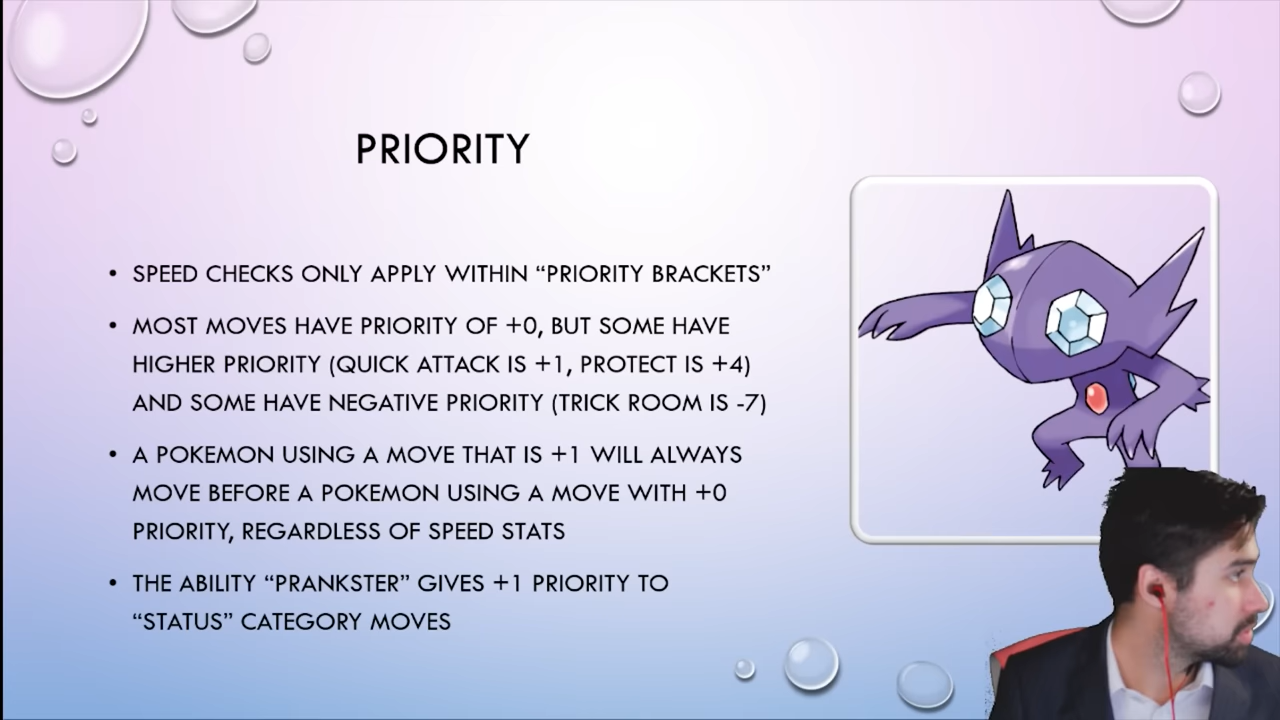 PRIORITY
• SPEED CHECKS ONLY APPLY WITHIN “PRIORITY BRACKETS”
• MOST MOVES HAVE PRIORITY OF +0, BUT SOME HAVE
HIGHER PRIORITY (QUICK ATTACK IS +1, PROTECT IS +4)
AND SOME HAVE NEGATIVE PRIORITY (TRICK ROOM IS -7)
• A POKEMON USING A MOVE THAT IS +1 WILL ALWAYS
MOVE BEFORE A POKEMON USING A MOVE WITH +0
PRIORITY, REGARDLESS OF SPEED STATS
• THE ABILITY “PRANKSTER” GIVES +1 PRIORITY TO
“STATUS” CATEGORY MOVES